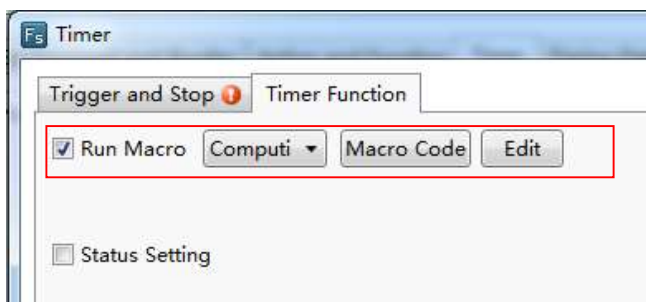 Fs Timer
Trigger and Stop Timer Function
Run Macro Computi Macro Code Edit
Status Setting